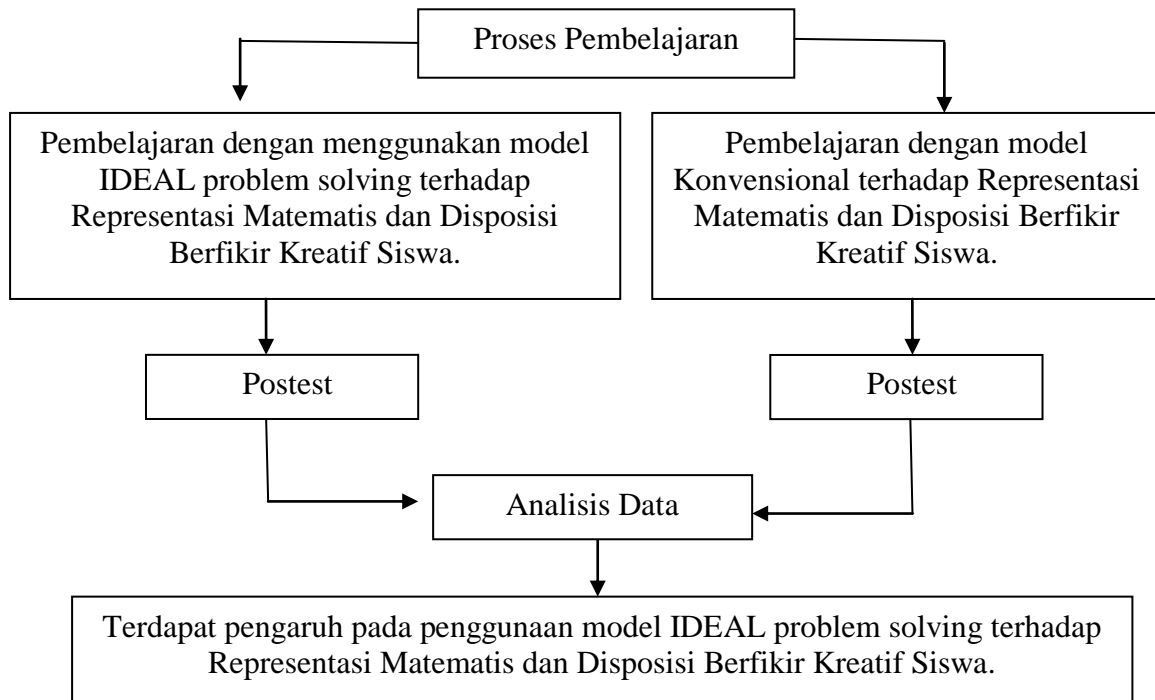 Proses Pembelajaran
Pembelajaran dengan menggunakan model
IDEAL problem solving terhadap
Representasi Matematis dan Disposisi
Berfikir Kreatif Siswa.
Pembelajaran dengan model
Konvensional terhadap Representasi
Matematis dan Disposisi Berfikir
Kreatif Siswa.
Postest
Postest
Analisis Data
Terdapat pengaruh pada penggunaan model IDEAL problem solving terhadap
Representasi Matematis dan Disposisi Berfikir Kreatif Siswa.